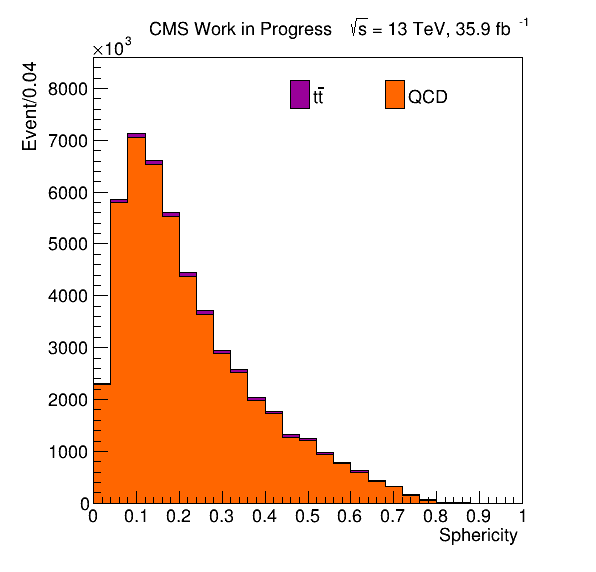 CMS Work in Progress √s = 13 TeV, 35.9 fb⁻¹
×10³
Event/0.04
tt̄
QCD
8000
7000
6000
5000
4000
3000
2000
1000
0
0 0.1 0.2 0.3 0.4 0.5 0.6 0.7 0.8 0.9 1
Sphericity